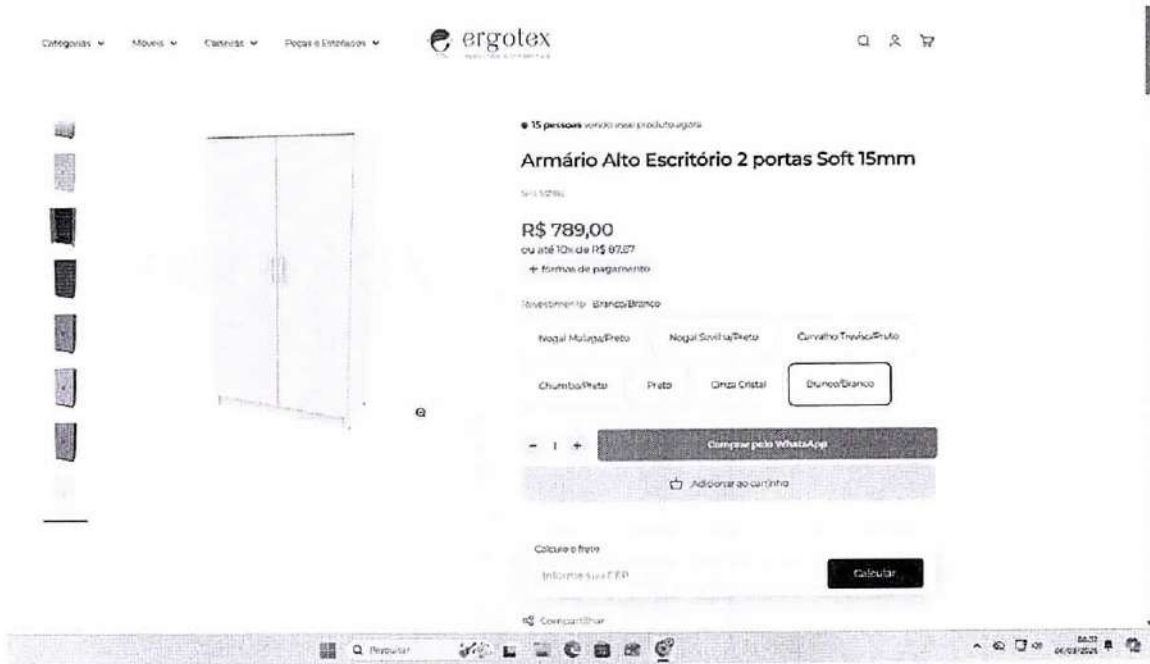 Categorias Móveis Cadeiras Peças e Estofados ergotex
15 pessoas vendo esse produto agora
Armário Alto Escritório 2 portas Soft 15mm
R$ 789,00
ou até 10x de R$ 87,67
+ formas de pagamento
Revestimento: Branco/Branco
Nogal Malaga/Preto Nogal Sevilha/Preto Carvalho Treviso/Preto
Chumbo/Preto Preto Cinza Cristal Branco/Branco
- 1 + Comprar pelo WhatsApp
Adicionar ao carrinho
Calcule o frete
Informe seu CEP Calcular
Compartilhar
Pesquisar